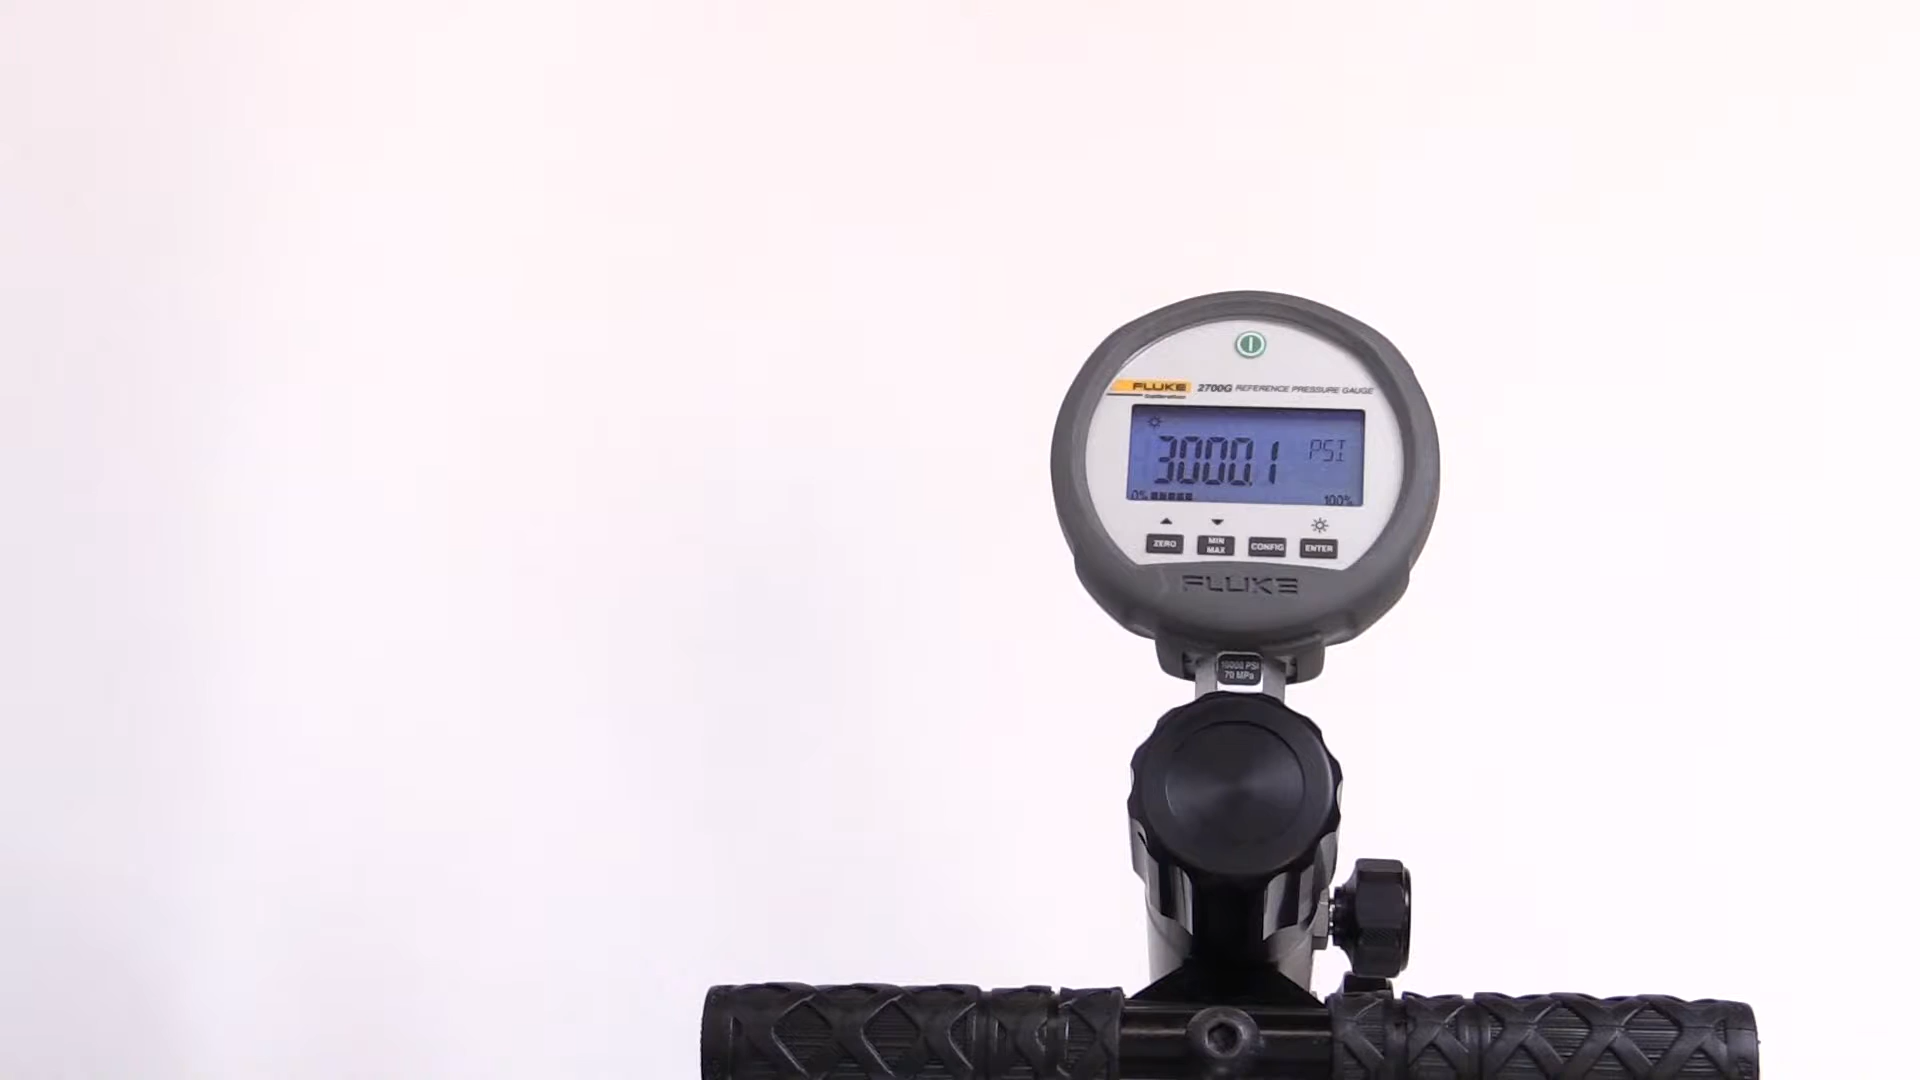 FLUKE 2700G REFERENCE PRESSURE GAUGE
Calibration
3000.1 PSI
0% 100%
ZERO MIN MAX CONFIG ENTER
FLUKE
10000 PSI
70 MPa